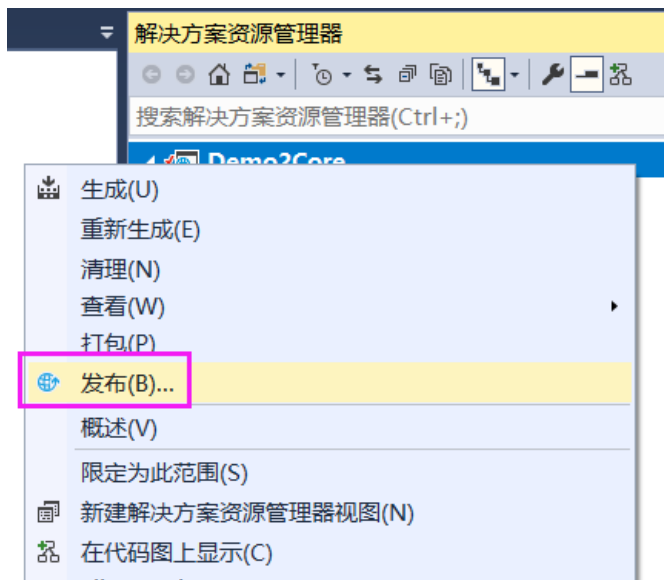 解决方案资源管理器
搜索解决方案资源管理器(Ctrl+;)
Demo2Core
生成(U)
重新生成(E)
清理(N)
查看(W)
打包(P)
发布(B)...
概述(V)
限定为此范围(S)
新建解决方案资源管理器视图(N)
在代码图上显示(C)